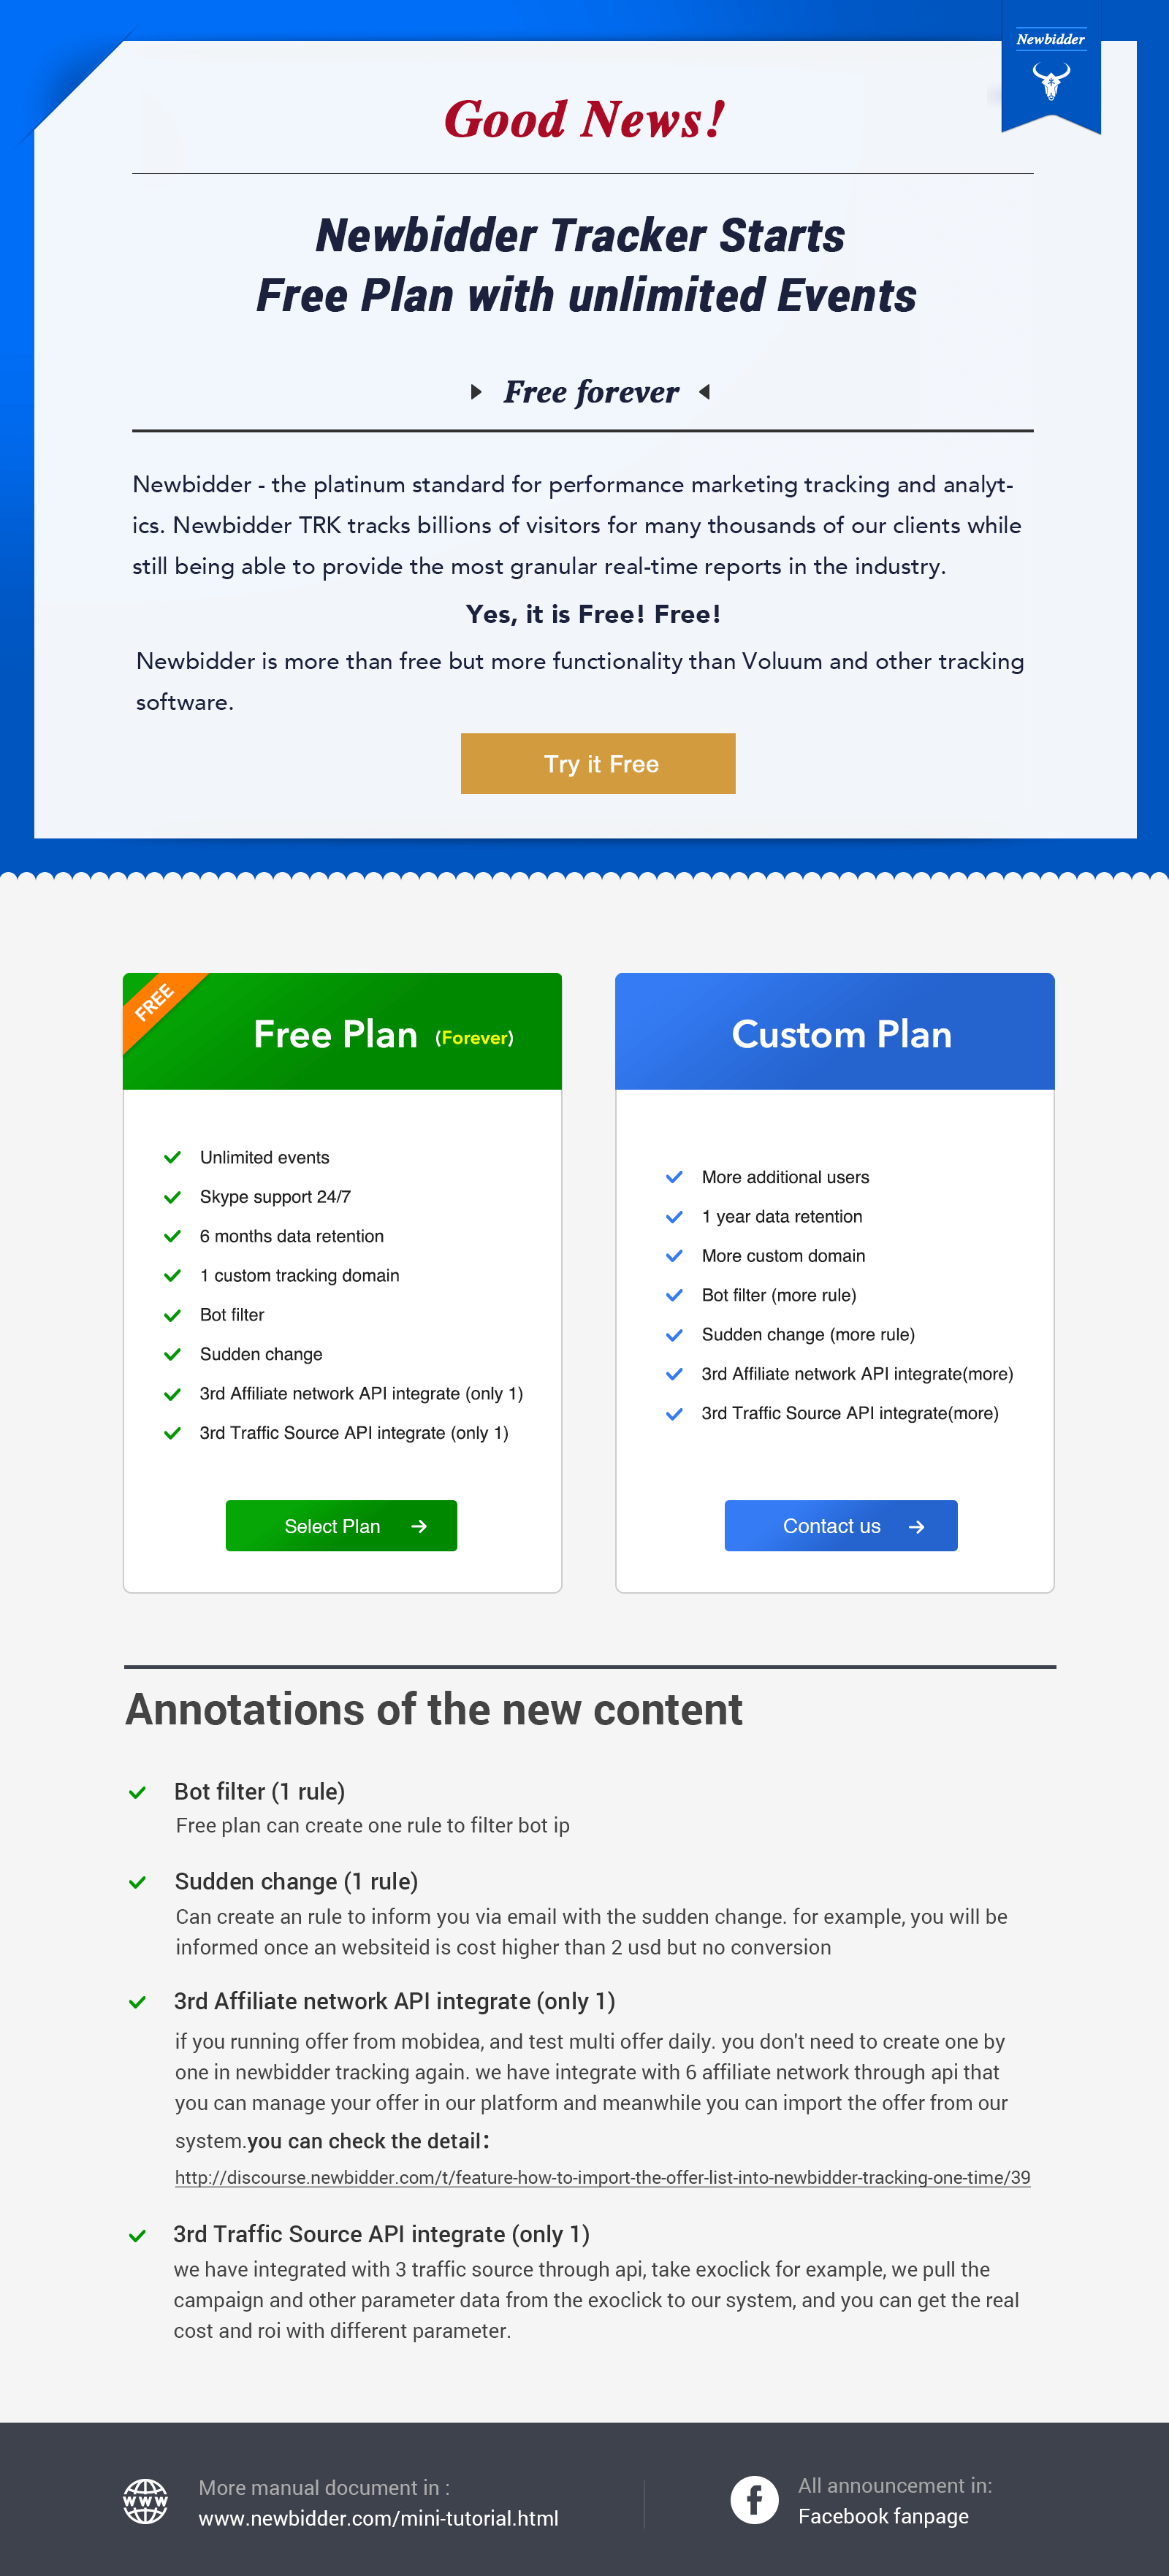 Newbidder
Good News!
Newbidder Tracker Starts
Free Plan with unlimited Events
Free forever
Newbidder - the platinum standard for performance marketing tracking and analyt-
ics. Newbidder TRK tracks billions of visitors for many thousands of our clients while
still being able to provide the most granular real-time reports in the industry.
Yes, it is Free! Free!
Newbidder is more than free but more functionality than Voluum and other tracking
software.
Try it Free
FREE
Free Plan (Forever)
Unlimited events
Skype support 24/7
6 months data retention
1 custom tracking domain
Bot filter
Sudden change
3rd Affiliate network API integrate (only 1)
3rd Traffic Source API integrate (only 1)
Select Plan
Custom Plan
More additional users
1 year data retention
More custom domain
Bot filter (more rule)
Sudden change (more rule)
3rd Affiliate network API integrate(more)
3rd Traffic Source API integrate(more)
Contact us
Annotations of the new content
Bot filter (1 rule)
Free plan can create one rule to filter bot ip
Sudden change (1 rule)
Can create an rule to inform you via email with the sudden change. for example, you will be
informed once an websiteid is cost higher than 2 usd but no conversion
3rd Affiliate network API integrate (only 1)
if you running offer from mobidea, and test multi offer daily. you don't need to create one by
one in newbidder tracking again. we have integrate with 6 affiliate network through api that
you can manage your offer in our platform and meanwhile you can import the offer from our
system.you can check the detail：
http://discourse.newbidder.com/t/feature-how-to-import-the-offer-list-into-newbidder-tracking-one-time/39
3rd Traffic Source API integrate (only 1)
we have integrated with 3 traffic source through api, take exoclick for example, we pull the
campaign and other parameter data from the exoclick to our system, and you can get the real
cost and roi with different parameter.
WWW
More manual document in :
www.newbidder.com/mini-tutorial.html
f
All announcement in:
Facebook fanpage